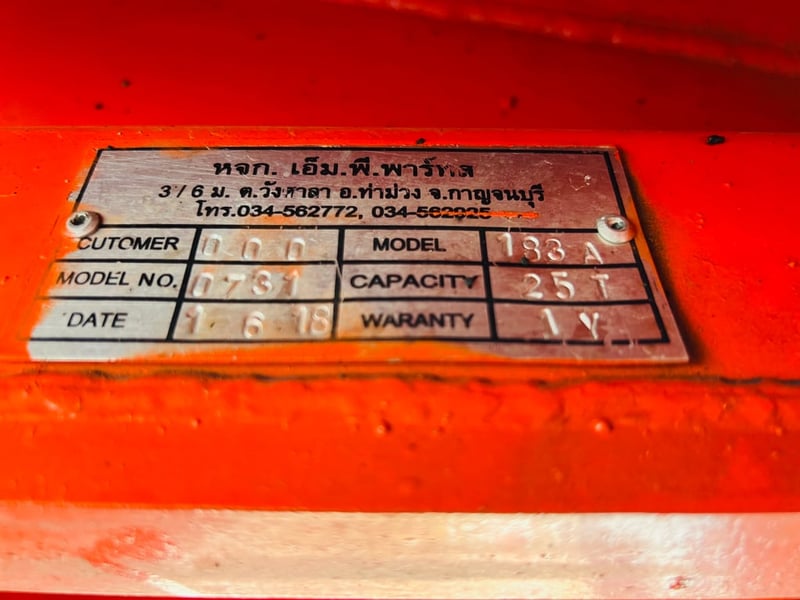 หจก. เอ็ม.พี.พาร์ทส
3/6 ม. ต.วังศาลา อ.ท่าม่วง จ.กาญจนบุรี
โทร.034-562772, 034-562925
CUTOMER 000 MODEL 183 A
MODEL NO. 0731 CAPACITY 25 T
DATE 1 6 18 WARANTY 1 Y